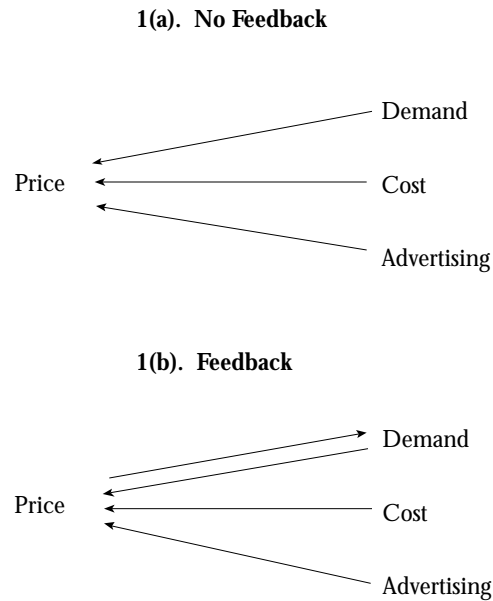 1(a). No Feedback
Demand
Price
Cost
Advertising
1(b). Feedback
Demand
Price
Cost
Advertising